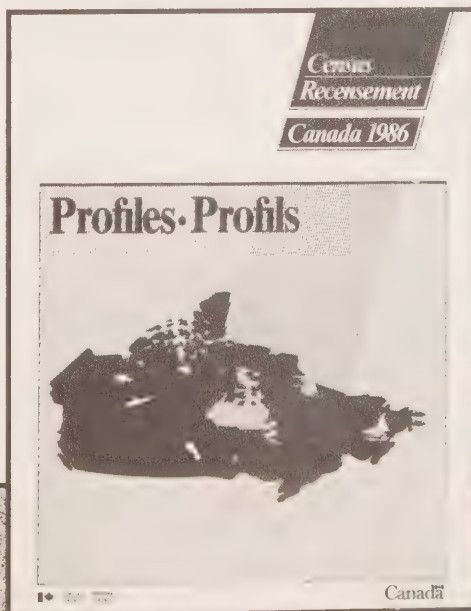 Census
Recensement
Canada 1986
Profiles • Profils
Canada